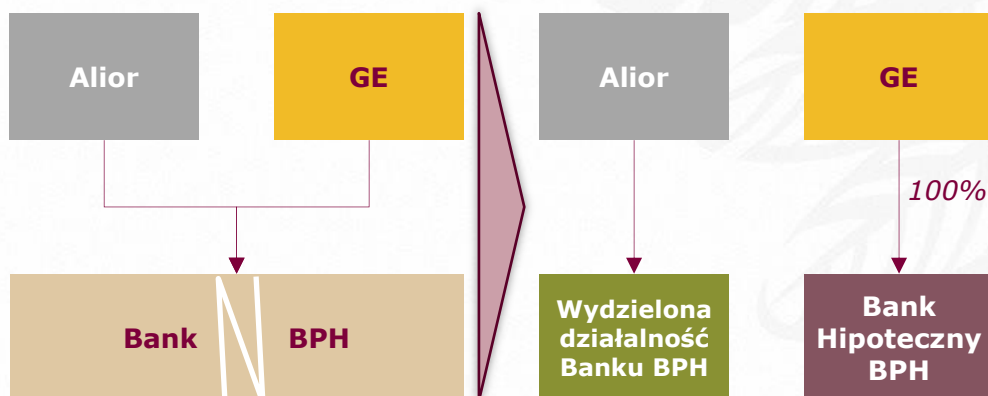 Alior
GE
Alior
GE
100%
Bank BPH
Wydzielona
działalność
Banku BPH
Bank
Hipoteczny
BPH